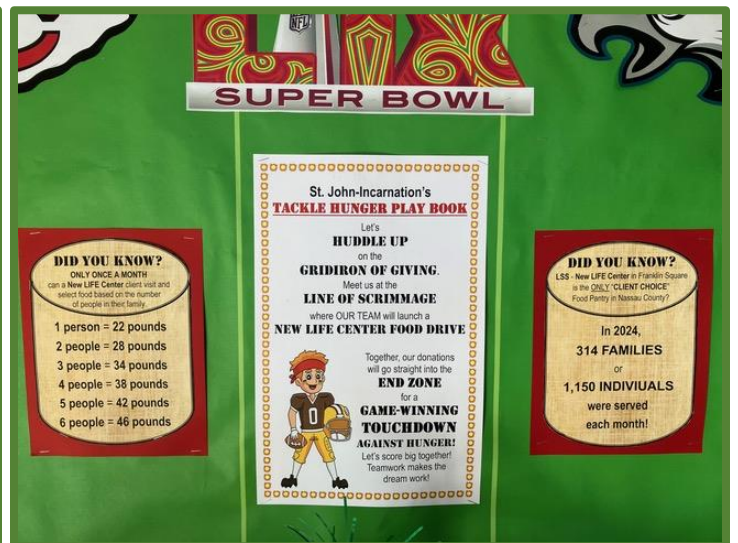 NFL
LIX
SUPER BOWL
St. John-Incarnation's
TACKLE HUNGER PLAY BOOK
Let's
HUDDLE UP
on the
GRIDIRON OF GIVING.
Meet us at the
LINE OF SCRIMMAGE
where OUR TEAM will launch a
NEW LIFE CENTER FOOD DRIVE
Together, our donations
will go straight into the
END ZONE
for a
GAME-WINNING
TOUCHDOWN
AGAINST HUNGER!
Let's score big together!
Teamwork makes the
dream work!
0
DID YOU KNOW?
ONLY ONCE A MONTH
can a New LIFE Center client visit and
select food based on the number
of people in their family.
1 person = 22 pounds
2 people = 28 pounds
3 people = 34 pounds
4 people = 38 pounds
5 people = 42 pounds
6 people = 46 pounds
DID YOU KNOW?
LSS - New LIFE Center in Franklin Square
is the ONLY "CLIENT CHOICE"
Food Pantry in Nassau County?
In 2024,
314 FAMILIES
or
1,150 INDIVIUALS
were served
each month!